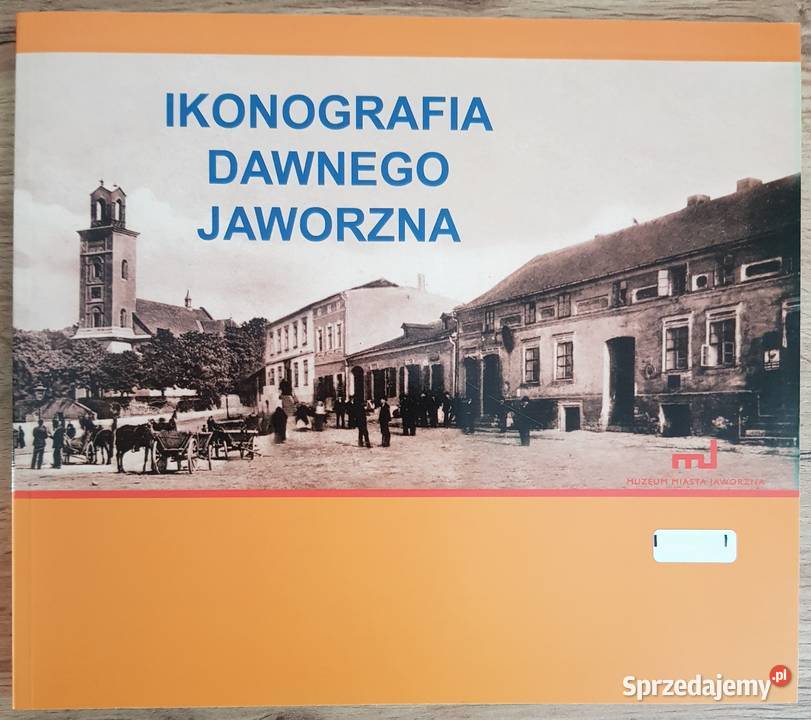 IKONOGRAFIA
DAWNEGO
JAWORZNA
MUZEUM MIASTA JAWORZNA
Sprzedajemy.pl